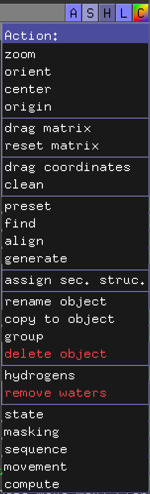 A S H L C
Action:
zoom
orient
center
origin
drag matrix
reset matrix
drag coordinates
clean
preset
find
align
generate
assign sec. struc.
rename object
copy to object
group
delete object
hydrogens
remove waters
state
masking
sequence
movement
compute